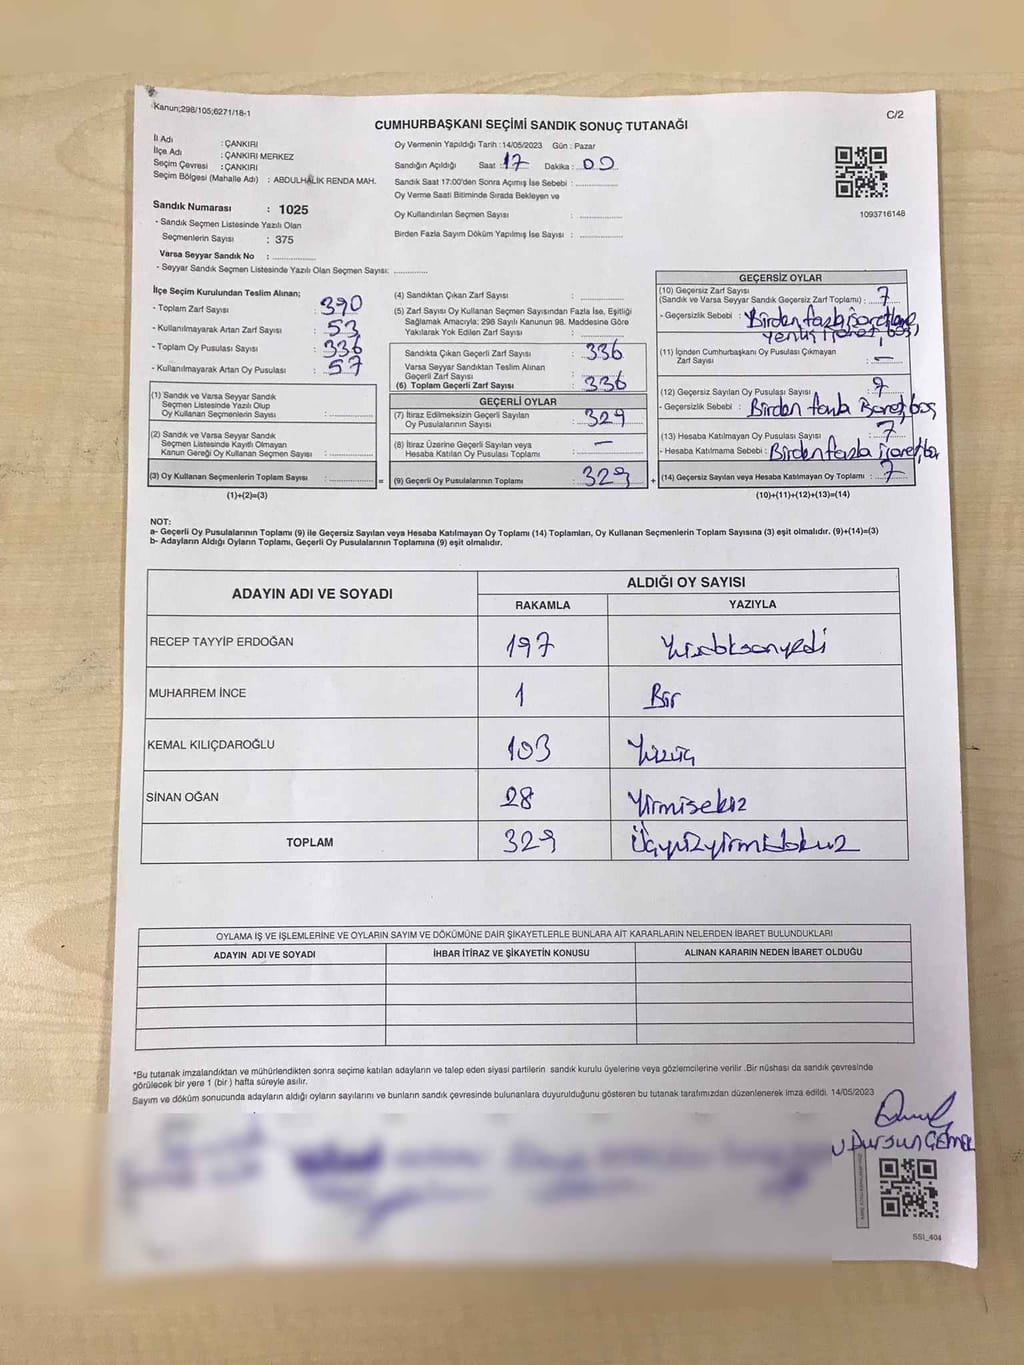 Kanun;298/105;6271/18-1
C/2
CUMHURBAŞKANI SEÇİMİ SANDIK SONUÇ TUTANAĞI
İl Adı : ÇANKIRI
İlçe Adı : ÇANKIRI MERKEZ
Seçim Çevresi : ÇANKIRI
Seçim Bölgesi (Mahalle Adı) : ABDULHALİK RENDA MAH.
Sandık Numarası : 1025
- Sandık Seçmen Listesinde Yazılı Olan
Seçmenlerin Sayısı : 375
Varsa Seyyar Sandık No : ..............
- Seyyar Sandık Seçmen Listesinde Yazılı Olan Seçmen Sayısı: ............
Oy Vermenin Yapıldığı Tarih : 14/05/2023 Gün : Pazar
Sandığın Açıldığı Saat : 17 Dakika : 00
Sandık Saat 17:00'den Sonra Açımış İse Sebebi : ..............
Oy Verme Saati Bitiminde Sırada Bekleyen ve
Oy Kullandırılan Seçmen Sayısı : ..............
Birden Fazla Sayım Döküm Yapılmış İse Sayısı : ..............
1093716148
İlçe Seçim Kurulundan Teslim Alınan;
- Toplam Zarf Sayısı : 390
- Kullanılmayarak Artan Zarf Sayısı : 53
- Toplam Oy Pusulası Sayısı : 336
- Kullanılmayarak Artan Oy Pusulası : 57
(1) Sandık ve Varsa Seyyar Sandık
Seçmen Listesinde Yazılı Olup
Oy Kullanan Seçmenlerin Sayısı : ..............
(2) Sandık ve Varsa Seyyar Sandık
Seçmen Listesinde Kayıtlı Olmayan
Kanun Gereği Oy Kullanan Seçmen Sayısı : ..............
(3) Oy Kullanan Seçmenlerin Toplam Sayısı : .............. =
(1)+(2)=(3)
(4) Sandıktan Çıkan Zarf Sayısı : ..............
(5) Zarf Sayısı Oy Kullanan Seçmen Sayısından Fazla İse, Eşitliği
Sağlamak Amacıyla; 298 Sayılı Kanunun 98. Maddesine Göre
Yakılarak Yok Edilen Zarf Sayısı : ..............
Sandıkta Çıkan Geçerli Zarf Sayısı : 336
Varsa Seyyar Sandıktan Teslim Alınan
Geçerli Zarf Sayısı : ..............
(6) Toplam Geçerli Zarf Sayısı : 336
GEÇERLİ OYLAR
(7) İtiraz Edilmeksizin Geçerli Sayılan
Oy Pusulalarının Sayısı : 329
(8) İtiraz Üzerine Geçerli Sayılan veya
Hesaba Katılan Oy Pusulası Toplamı : —
(9) Geçerli Oy Pusulalarının Toplamı : 329 +
GEÇERSİZ OYLAR
(10) Geçersiz Zarf Sayısı
(Sandık ve Varsa Seyyar Sandık Geçersiz Zarf Toplamı) : 7
- Geçersizlik Sebebi : Birden fazla işaretleme
boş,
(11) İçinden Cumhurbaşkanı Oy Pusulası Çıkmayan
Zarf Sayısı : —
(12) Geçersiz Sayılan Oy Pusulası Sayısı : 7
- Geçersizlik Sebebi : Birden fazla işaret, boş
(13) Hesaba Katılmayan Oy Pusulası Sayısı : 7
- Hesaba Katılmama Sebebi : Birden fazla işaret,
(14) Geçersiz Sayılan veya Hesaba Katılmayan Oy Toplamı : 7
(10)+(11)+(12)+(13)=(14)
NOT:
a- Geçerli Oy Pusulalarının Toplamı (9) ile Geçersiz Sayılan veya Hesaba Katılmayan Oy Toplamı (14) Toplamları, Oy Kullanan Seçmenlerin Toplam Sayısına (3) eşit olmalıdır. (9)+(14)=(3)
b- Adayların Aldığı Oyların Toplamı, Geçerli Oy Pusulalarının Toplamına (9) eşit olmalıdır.
ADAYIN ADI VE SOYADI
ALDIĞI OY SAYISI
RAKAMLA YAZIYLA
RECEP TAYYİP ERDOĞAN 197 Yüzdoksanyedi
MUHARREM İNCE 1 Bir
KEMAL KILIÇDAROĞLU 103 Yüzüç
SİNAN OĞAN 28 Yirmisekiz
TOPLAM 329 Üçyüzyirmidokuz
OYLAMA İŞ VE İŞLEMLERİNE VE OYLARIN SAYIM VE DÖKÜMÜNE DAİR ŞİKAYETLERLE BUNLARA AİT KARARLARIN NELERDEN İBARET BULUNDUKLARI
ADAYIN ADI VE SOYADI İHBAR İTİRAZ VE ŞİKAYETİN KONUSU ALINAN KARARIN NEDEN İBARET OLDUĞU
*Bu tutanak imzalandıktan ve mühürlendikten sonra seçime katılan adayların ve talep eden siyasi partilerin sandık kurulu üyelerine veya gözlemcilerine verilir .Bir nüshası da sandık çevresinde
görülecek bir yere 1 (bir ) hafta süreyle asılır.
Sayım ve döküm sonucunda adayların aldığı oyların sayılarını ve bunların sandık çevresinde bulunanlara duyurulduğunu gösteren bu tutanak tarafımızdan düzenlenerek imza edildi. 14/05/2023
Dursun GEMEL
SSI_404